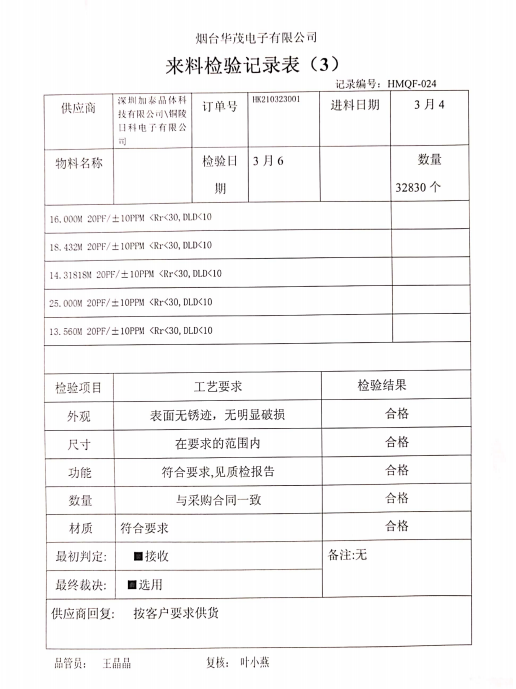 烟台华茂电子有限公司
来料检验记录表（3）
记录编号：HMQF-024
供应商 深圳加泰晶体科技有限公司\铜陵日科电子有限公司 订单号 HK210323001 进料日期 3月4
物料名称 检验日期 3月6 数量
32830个
16.000M 20PF/±10PPM <Rr<30,DLD<10
18.432M 20PF/±10PPM <Rr<30,DLD<10
14.31818M 20PF/±10PPM <Rr<30,DLD<10
25.000M 20PF/±10PPM <Rr<30,DLD<10
13.560M 20PF/±10PPM <Rr<30,DLD<10
检验项目 工艺要求 检验结果
外观 表面无锈迹，无明显破损 合格
尺寸 在要求的范围内 合格
功能 符合要求,见质检报告 合格
数量 与采购合同一致 合格
材质 符合要求 合格
最初判定: ■接收 备注:无
最终裁决: ■选用
供应商回复: 按客户要求供货
品管员: 王晶晶 复核: 叶小燕